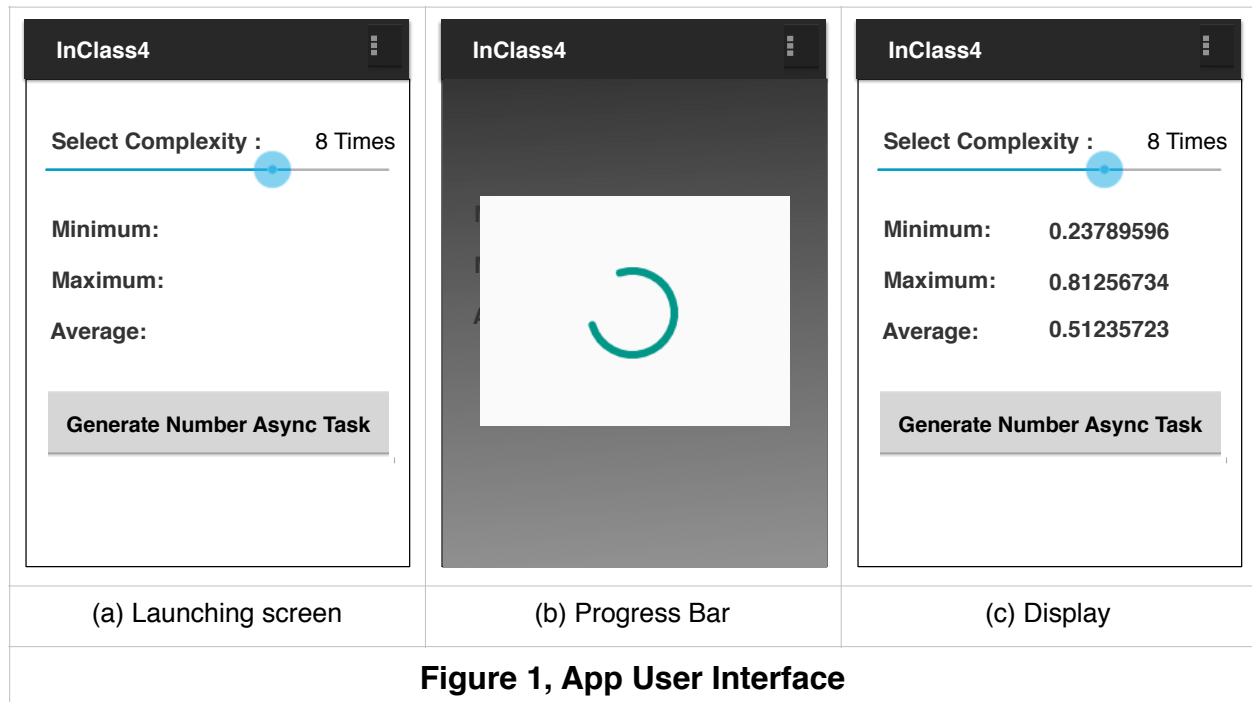 InClass4
Select Complexity : 8 Times
Minimum:
Maximum:
Average:
Generate Number Async Task
(a) Launching screen
InClass4
(b) Progress Bar
InClass4
Select Complexity : 8 Times
Minimum: 0.23789596
Maximum: 0.81256734
Average: 0.51235723
Generate Number Async Task
(c) Display
Figure 1, App User Interface